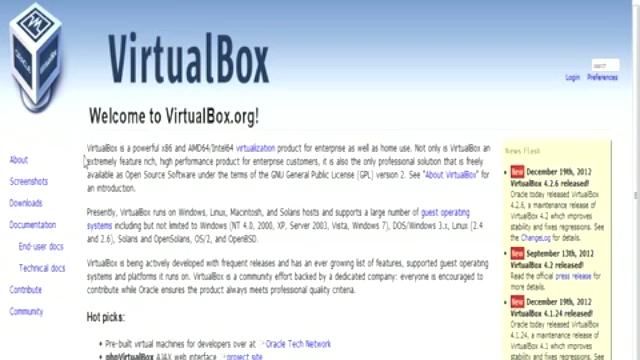 VirtualBox
search
Login Preferences
Welcome to VirtualBox.org!
About
Screenshots
Downloads
Documentation
End-user docs
Technical docs
Contribute
Community
VirtualBox is a powerful x86 and AMD64/Intel64 virtualization product for enterprise as well as home use. Not only is VirtualBox an
extremely feature rich, high performance product for enterprise customers, it is also the only professional solution that is freely
available as Open Source Software under the terms of the GNU General Public License (GPL) version 2. See "About VirtualBox" for
an introduction.
Presently, VirtualBox runs on Windows, Linux, Macintosh, and Solaris hosts and supports a large number of guest operating
systems including but not limited to Windows (NT 4.0, 2000, XP, Server 2003, Vista, Windows 7), DOS/Windows 3.x, Linux (2.4
and 2.6), Solaris and OpenSolaris, OS/2, and OpenBSD.
VirtualBox is being actively developed with frequent releases and has an ever growing list of features, supported guest operating
systems and platforms it runs on. VirtualBox is a community effort backed by a dedicated company: everyone is encouraged to
contribute while Oracle ensures the product always meets professional quality criteria.
Hot picks:
• Pre-built virtual machines for developers over at Oracle Tech Network
• phpVirtualBox AJAX web interface project site
News Flash
• New December 19th, 2012
VirtualBox 4.2.6 released!
Oracle today released VirtualBox
4.2.6, a maintenance release of
VirtualBox 4.2 which improves
stability and fixes regressions. See
the ChangeLog for details.
• New September 13th, 2012
VirtualBox 4.2 released!
Read the official press release for
more details.
• New December 19th, 2012
VirtualBox 4.1.24 released!
Oracle today released VirtualBox
4.1.24, a maintenance release of
VirtualBox 4.1 which improves
stability and fixes regressions. See